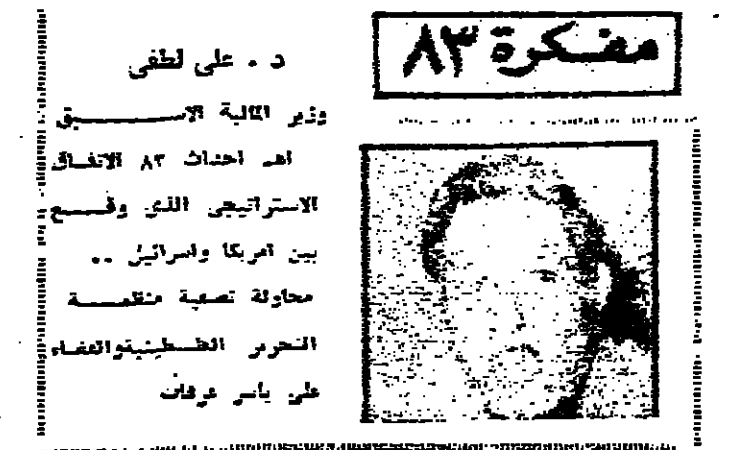 مفكرة ٨٣
د . على لطفى
وزير المالية الاسبق
اهم احداث ٨٣ الاتفاق
الاستراتيجى الذى وقع
بين امريكا واسرائيل ..
محاولة تصفية منظمة
التحرير الفلسطينية والقضاء
على ياسر عرفات